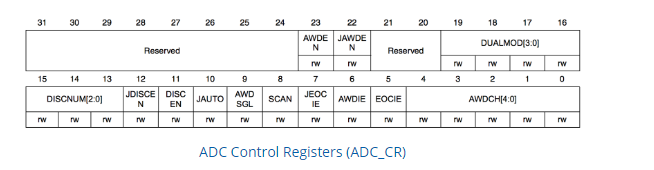 31 30 29 28 27 26 25 24 23 22 21 20 19 18 17 16
Reserved AWDE N JAWDE N Reserved DUALMOD[3:0]
rw rw rw rw rw rw
15 14 13 12 11 10 9 8 7 6 5 4 3 2 1 0
DISCNUM[2:0] JDISCE N DISC EN JAUTO AWD SGL SCAN JEOC IE AWDIE EOCIE AWDCH[4:0]
rw rw rw rw rw rw rw rw rw rw rw rw rw rw rw rw
ADC Control Registers (ADC_CR)